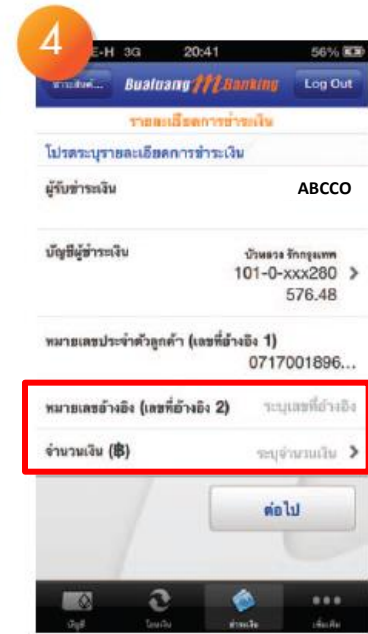 4
E-H 3G 20:41 56%
ชำระสินค้... Bualuang mBanking Log Out
รายละเอียดการชำระเงิน
โปรดระบุรายละเอียดการชำระเงิน
ผู้รับชำระเงิน ABCCO
บัญชีผู้ชำระเงิน บัวหลวง รักกรุงเทพ
101-0-xxx280
576.48
หมายเลขประจำตัวลูกค้า (เลขที่อ้างอิง 1)
0717001896...
หมายเลขอ้างอิง (เลขที่อ้างอิง 2) ระบุเลขที่อ้างอิง
จำนวนเงิน (฿) ระบุจำนวนเงิน
ต่อไป
บัญชี โอนเงิน ชำระเงิน เพิ่มเติม